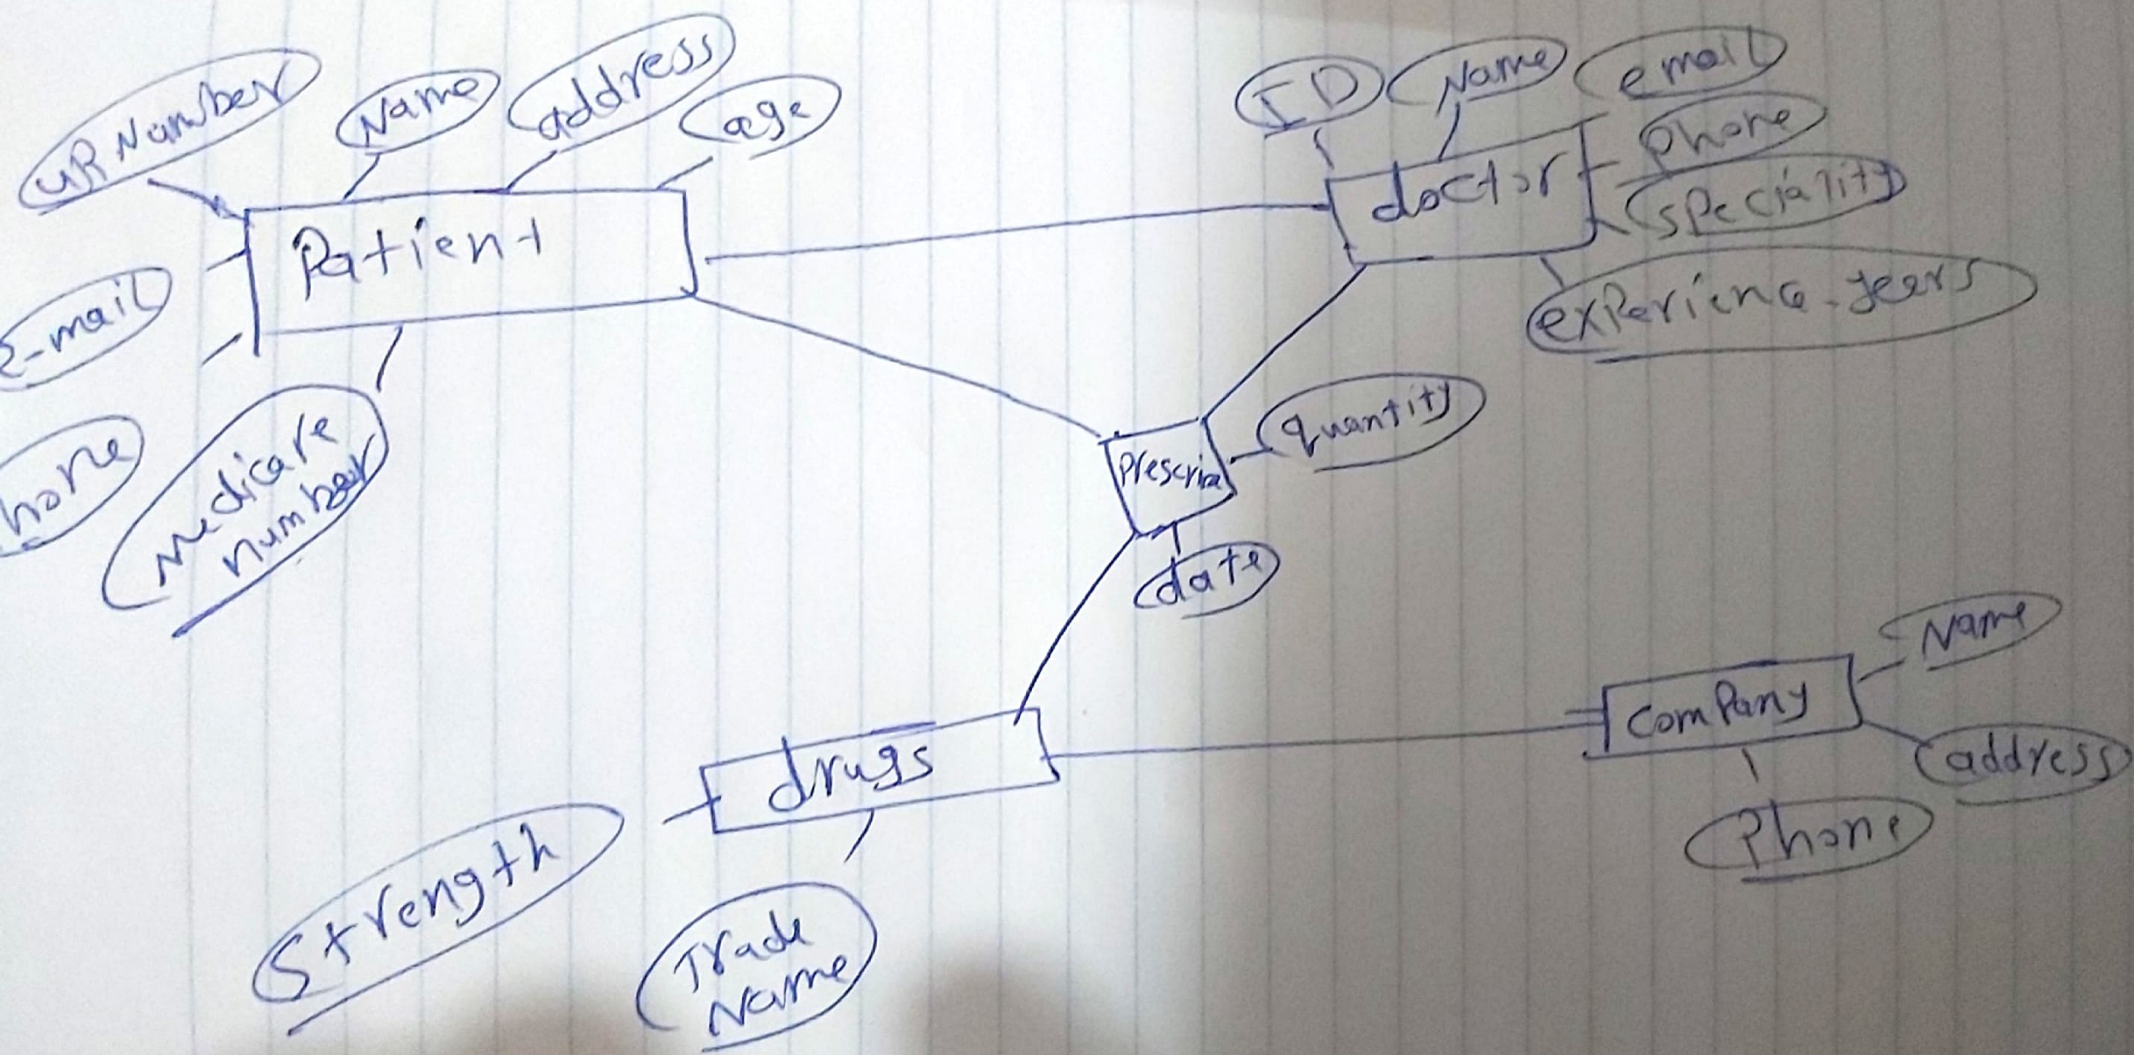 UR Number
Name
address
age
ID
Name
email
Phone
speciality
experience-years
Patient
doctor
E-mail
hone
Medicare
number
quantity
Date
drugs
Company
Name
address
Phone
Strength
Trade
Name